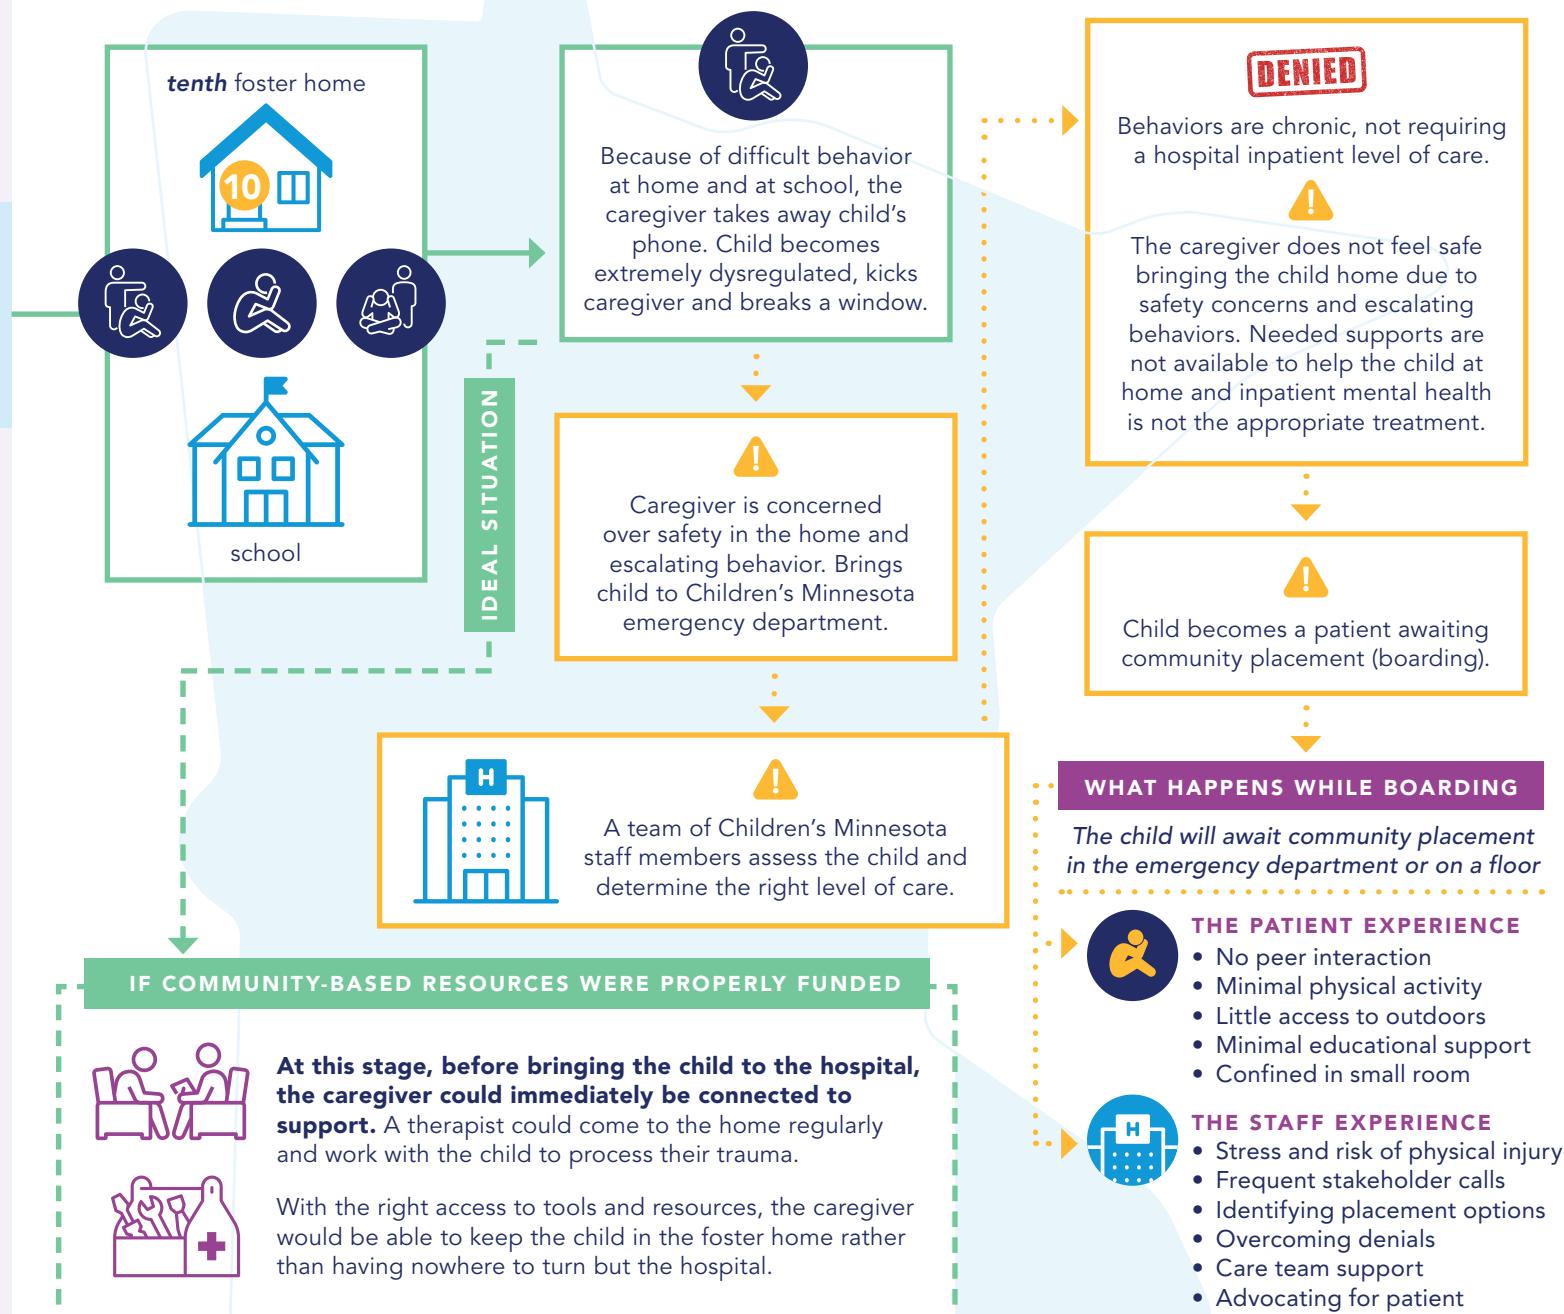 tenth foster home
10
school
Because of difficult behavior
at home and at school, the
caregiver takes away child's
phone. Child becomes
extremely dysregulated, kicks
caregiver and breaks a window.
IDEAL SITUATION
Caregiver is concerned
over safety in the home and
escalating behavior. Brings
child to Children's Minnesota
emergency department.
H
A team of Children's Minnesota
staff members assess the child and
determine the right level of care.
DENIED
Behaviors are chronic, not requiring
a hospital inpatient level of care.
The caregiver does not feel safe
bringing the child home due to
safety concerns and escalating
behaviors. Needed supports are
not available to help the child at
home and inpatient mental health
is not the appropriate treatment.
Child becomes a patient awaiting
community placement (boarding).
WHAT HAPPENS WHILE BOARDING
The child will await community placement
in the emergency department or on a floor
THE PATIENT EXPERIENCE
• No peer interaction
• Minimal physical activity
• Little access to outdoors
• Minimal educational support
• Confined in small room
H
THE STAFF EXPERIENCE
• Stress and risk of physical injury
• Frequent stakeholder calls
• Identifying placement options
• Overcoming denials
• Care team support
• Advocating for patient
IF COMMUNITY-BASED RESOURCES WERE PROPERLY FUNDED
At this stage, before bringing the child to the hospital,
the caregiver could immediately be connected to
support. A therapist could come to the home regularly
and work with the child to process their trauma.
With the right access to tools and resources, the caregiver
would be able to keep the child in the foster home rather
than having nowhere to turn but the hospital.